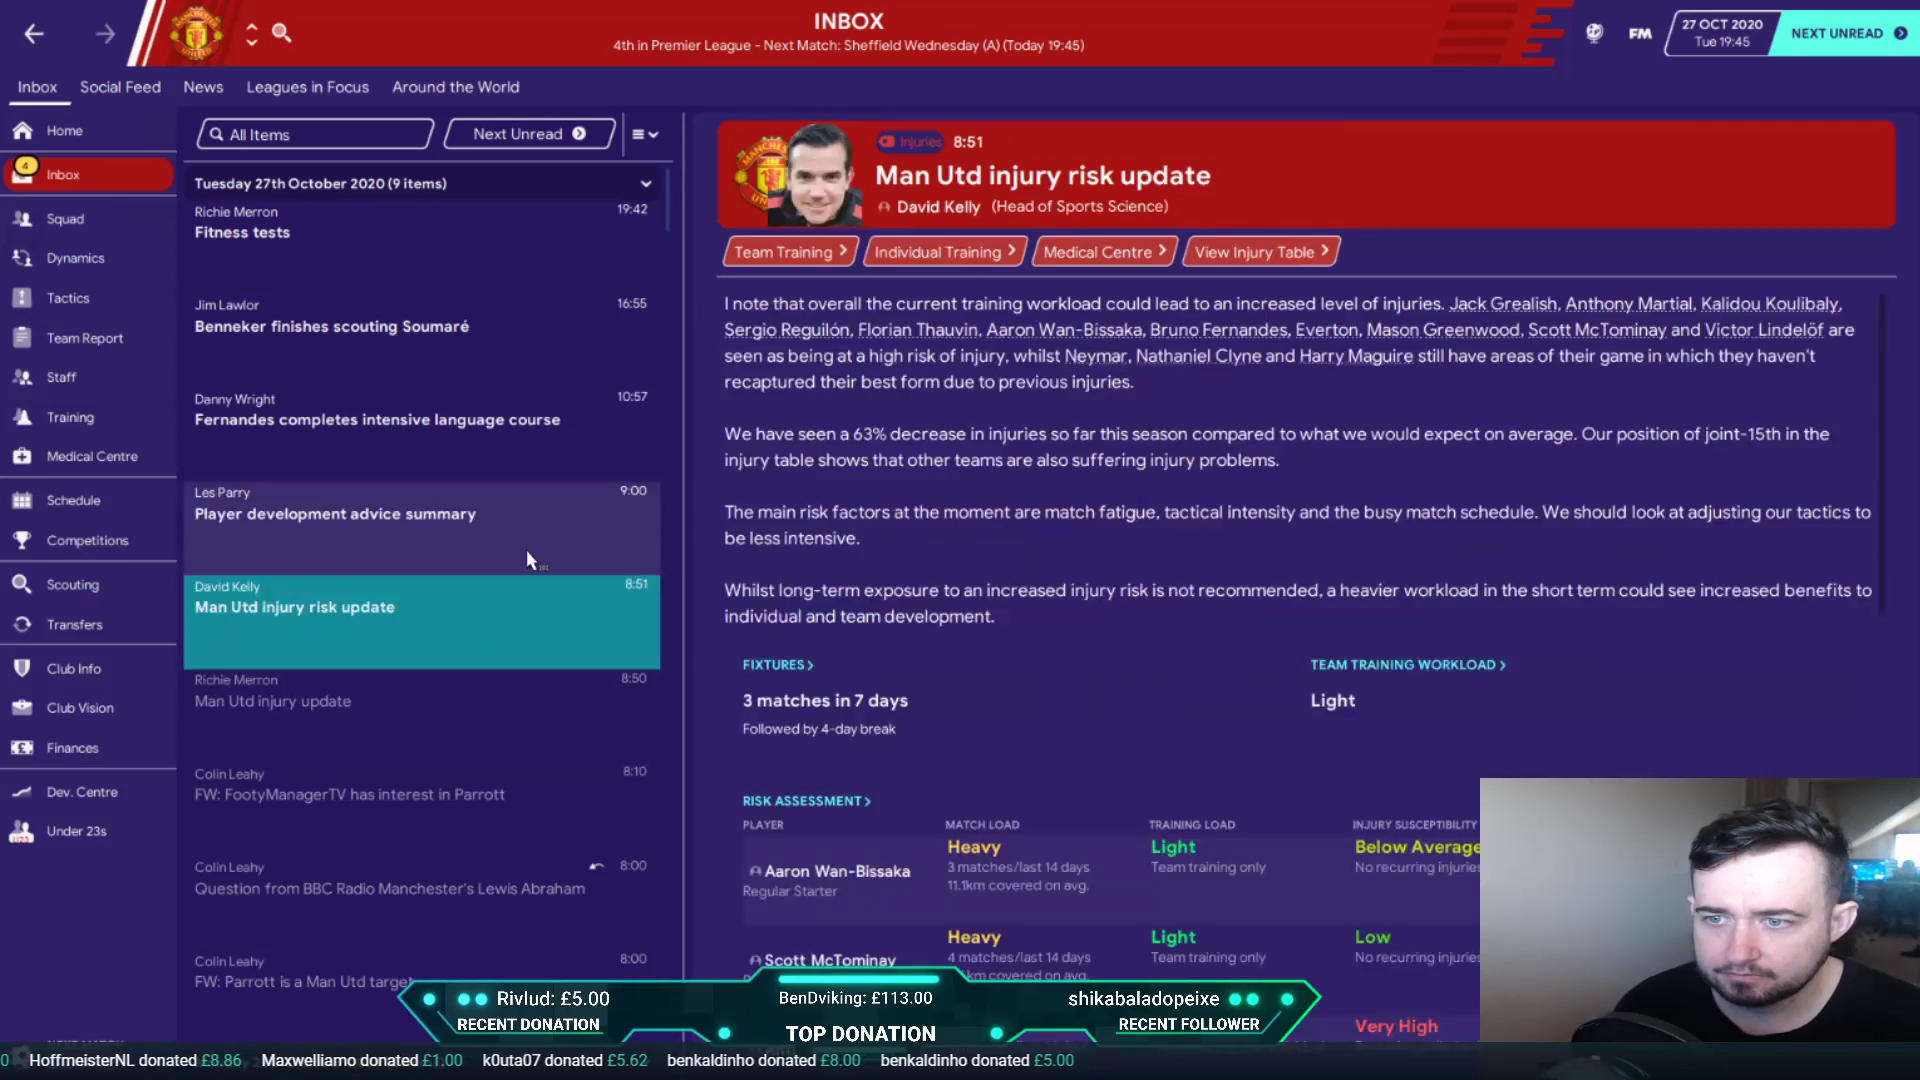 INBOX
4th in Premier League - Next Match: Sheffield Wednesday (A) (Today 19:45)
FM
27 OCT 2020
Tue 19:45
NEXT UNREAD
Inbox
Social Feed
News
Leagues in Focus
Around the World
Home
4
Inbox
Squad
Dynamics
Tactics
Team Report
Staff
Training
Medical Centre
Schedule
Competitions
Scouting
Transfers
Club Info
Club Vision
Finances
Dev. Centre
Under 23s
All Items
Next Unread
Tuesday 27th October 2020 (9 items)
Richie Merron 19:42
Fitness tests
Jim Lawlor 16:55
Benneker finishes scouting Soumaré
Danny Wright 10:57
Fernandes completes intensive language course
Les Parry 9:00
Player development advice summary
David Kelly 8:51
Man Utd injury risk update
Richie Merron 8:50
Man Utd injury update
Colin Leahy 8:10
FW: FootyManagerTV has interest in Parrott
Colin Leahy 8:00
Question from BBC Radio Manchester's Lewis Abraham
Colin Leahy 8:00
FW: Parrott is a Man Utd target
Injuries 8:51
Man Utd injury risk update
David Kelly (Head of Sports Science)
Team Training
Individual Training
Medical Centre
View Injury Table
I note that overall the current training workload could lead to an increased level of injuries. Jack Grealish, Anthony Martial, Kalidou Koulibaly,
Sergio Reguilón, Florian Thauvin, Aaron Wan-Bissaka, Bruno Fernandes, Everton, Mason Greenwood, Scott McTominay and Victor Lindelöf are
seen as being at a high risk of injury, whilst Neymar, Nathaniel Clyne and Harry Maguire still have areas of their game in which they haven't
recaptured their best form due to previous injuries.
We have seen a 63% decrease in injuries so far this season compared to what we would expect on average. Our position of joint-15th in the
injury table shows that other teams are also suffering injury problems.
The main risk factors at the moment are match fatigue, tactical intensity and the busy match schedule. We should look at adjusting our tactics to
be less intensive.
Whilst long-term exposure to an increased injury risk is not recommended, a heavier workload in the short term could see increased benefits to
individual and team development.
FIXTURES
3 matches in 7 days
Followed by 4-day break
TEAM TRAINING WORKLOAD
Light
RISK ASSESSMENT
PLAYER MATCH LOAD TRAINING LOAD INJURY SUSCEPTIBILITY
Aaron Wan-Bissaka
Regular Starter
Heavy
3 matches/last 14 days
11.1km covered on avg.
Light
Team training only
Below Average
No recurring injuries
Scott McTominay
Heavy
4 matches/last 14 days
km covered on avg.
Light
Team training only
Low
No recurring injuries
Very High
Rivlud: £5.00
RECENT DONATION
BenDviking: £113.00
TOP DONATION
shikabaladopeixe
RECENT FOLLOWER
0 HoffmeisterNL donated £8.86 Maxwelliamo donated £1.00 k0uta07 donated £5.62 benkaldinho donated £8.00 benkaldinho donated £5.00